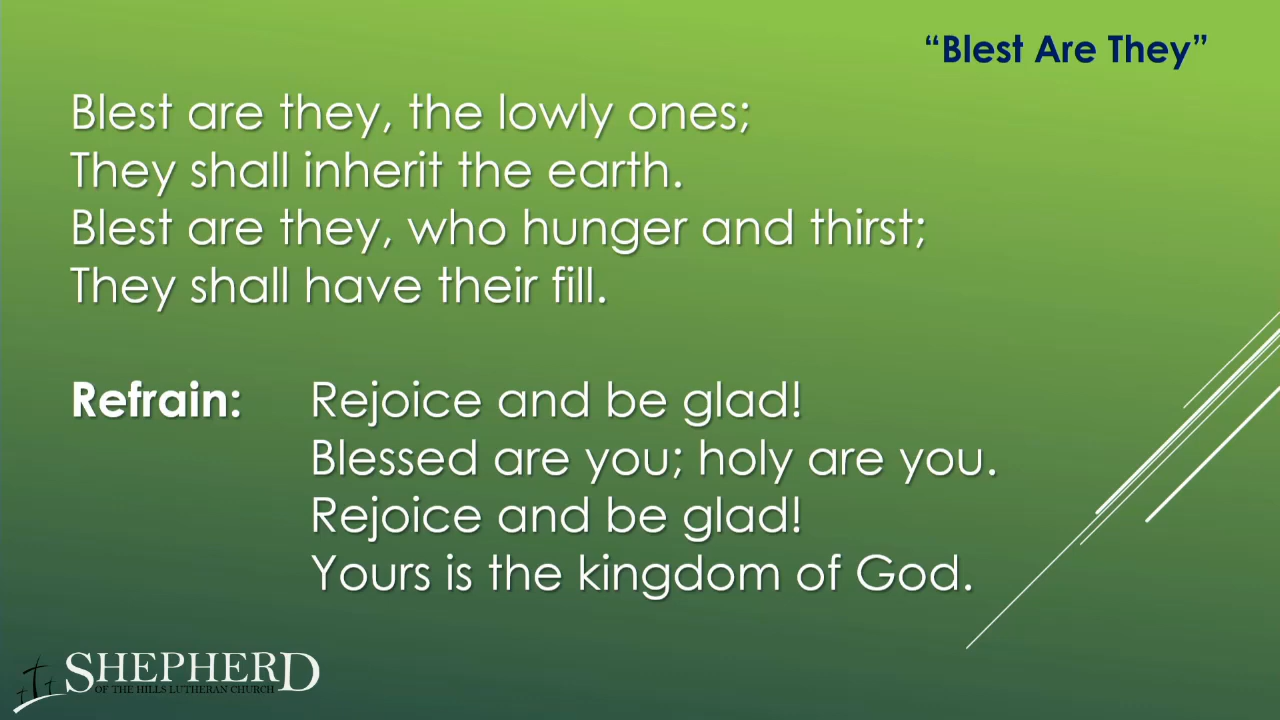 “Blest Are They”
Blest are they, the lowly ones;
They shall inherit the earth.
Blest are they, who hunger and thirst;
They shall have their fill.
Refrain: Rejoice and be glad!
Blessed are you; holy are you.
Rejoice and be glad!
Yours is the kingdom of God.
SHEPHERD
OF THE HILLS LUTHERAN CHURCH